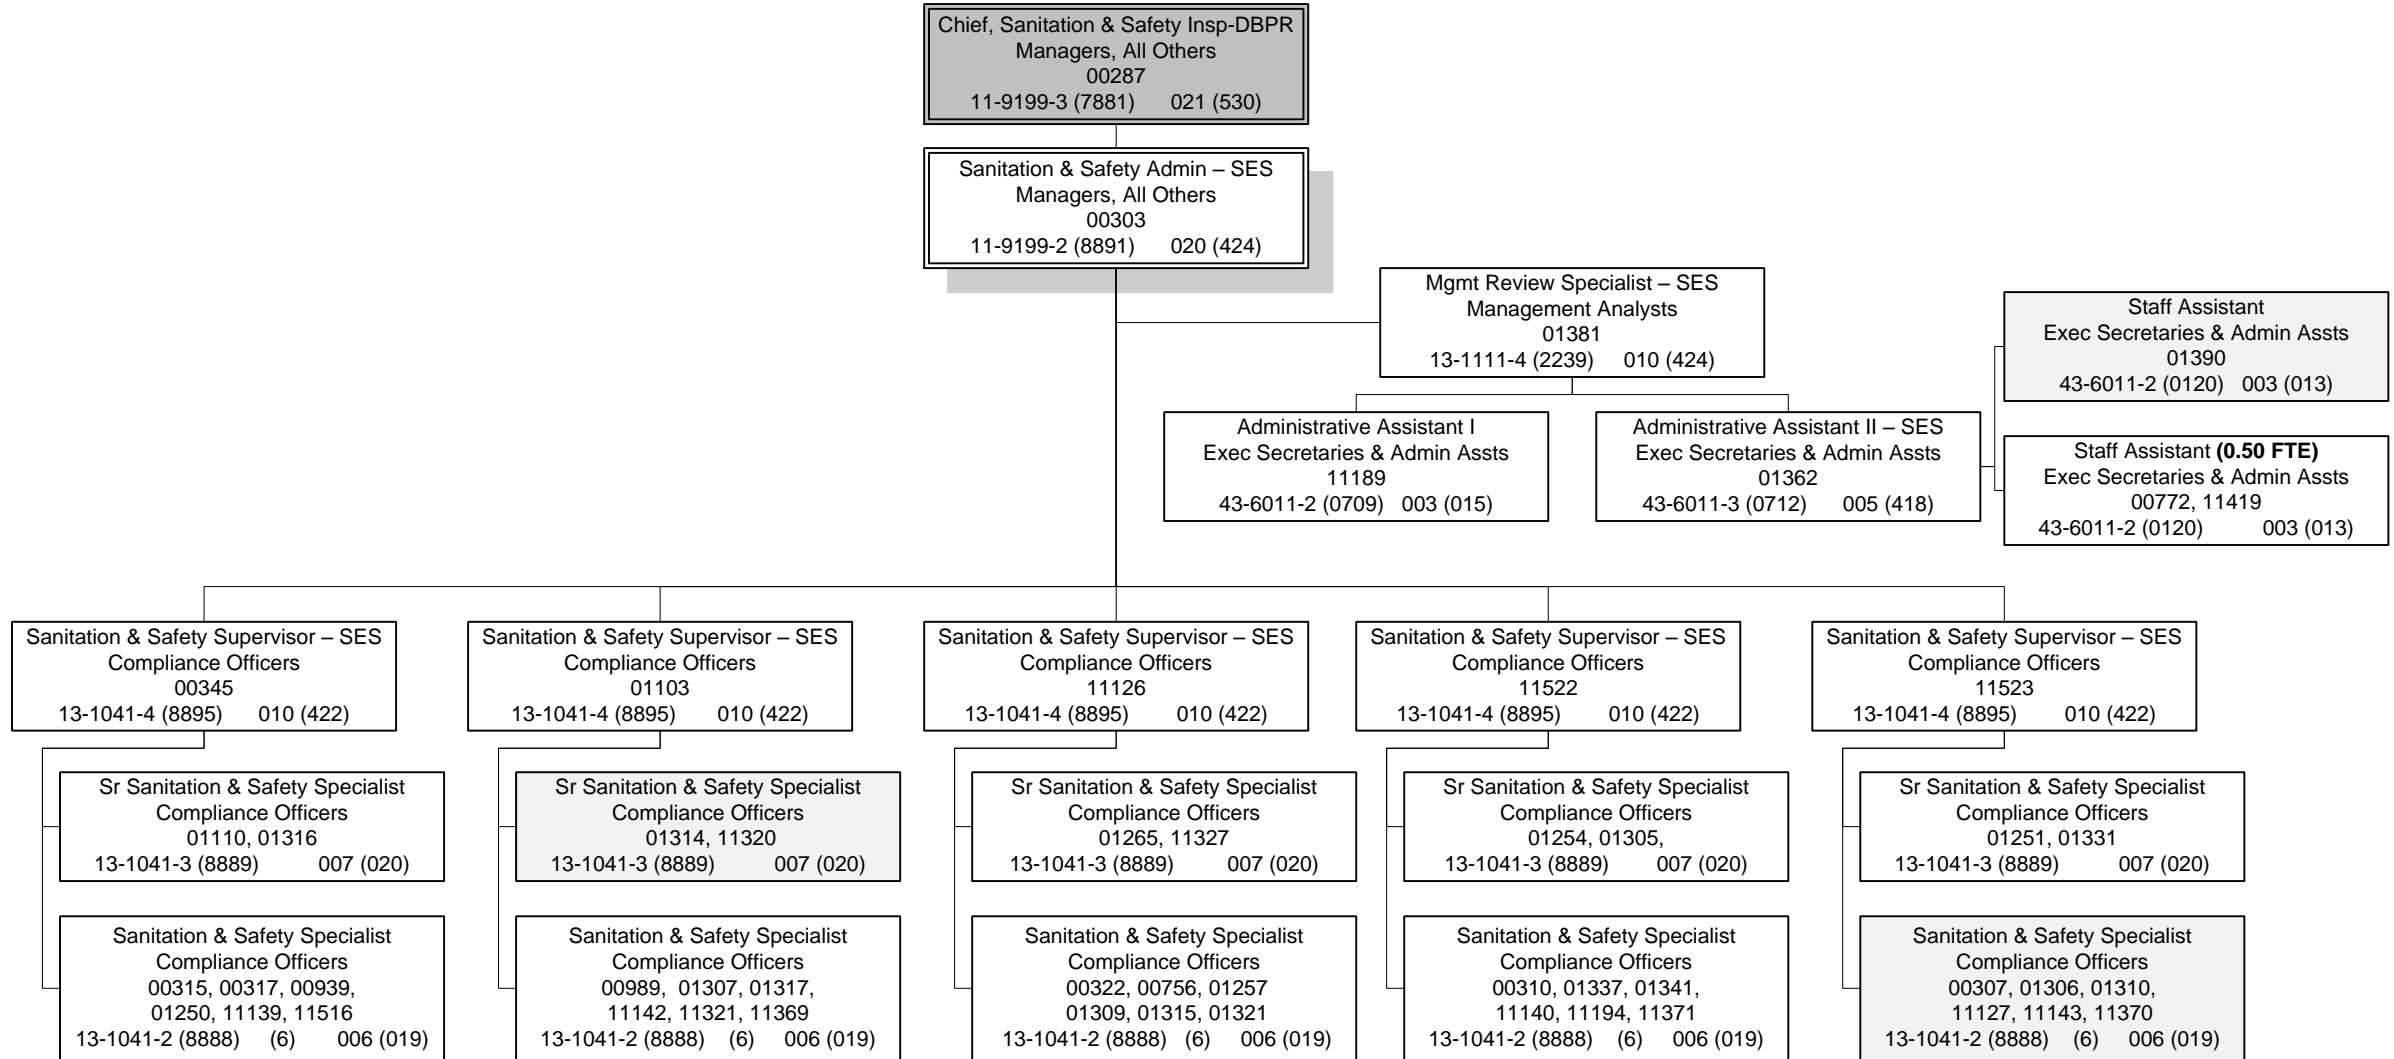 Chief, Sanitation & Safety Insp-DBPR
Managers, All Others
00287
11-9199-3 (7881) 021 (530)
Sanitation & Safety Admin – SES
Managers, All Others
00303
11-9199-2 (8891) 020 (424)
Mgmt Review Specialist – SES
Management Analysts
01381
13-1111-4 (2239) 010 (424)
Staff Assistant
Exec Secretaries & Admin Assts
01390
43-6011-2 (0120) 003 (013)
Administrative Assistant I
Exec Secretaries & Admin Assts
11189
43-6011-2 (0709) 003 (015)
Administrative Assistant II – SES
Exec Secretaries & Admin Assts
01362
43-6011-3 (0712) 005 (418)
Staff Assistant (0.50 FTE)
Exec Secretaries & Admin Assts
00772, 11419
43-6011-2 (0120) 003 (013)
Sanitation & Safety Supervisor – SES
Compliance Officers
00345
13-1041-4 (8895) 010 (422)
Sanitation & Safety Supervisor – SES
Compliance Officers
01103
13-1041-4 (8895) 010 (422)
Sanitation & Safety Supervisor – SES
Compliance Officers
11126
13-1041-4 (8895) 010 (422)
Sanitation & Safety Supervisor – SES
Compliance Officers
11522
13-1041-4 (8895) 010 (422)
Sanitation & Safety Supervisor – SES
Compliance Officers
11523
13-1041-4 (8895) 010 (422)
Sr Sanitation & Safety Specialist
Compliance Officers
01110, 01316
13-1041-3 (8889) 007 (020)
Sr Sanitation & Safety Specialist
Compliance Officers
01314, 11320
13-1041-3 (8889) 007 (020)
Sr Sanitation & Safety Specialist
Compliance Officers
01265, 11327
13-1041-3 (8889) 007 (020)
Sr Sanitation & Safety Specialist
Compliance Officers
01254, 01305,
13-1041-3 (8889) 007 (020)
Sr Sanitation & Safety Specialist
Compliance Officers
01251, 01331
13-1041-3 (8889) 007 (020)
Sanitation & Safety Specialist
Compliance Officers
00315, 00317, 00939,
01250, 11139, 11516
13-1041-2 (8888) (6) 006 (019)
Sanitation & Safety Specialist
Compliance Officers
00989, 01307, 01317,
11142, 11321, 11369
13-1041-2 (8888) (6) 006 (019)
Sanitation & Safety Specialist
Compliance Officers
00322, 00756, 01257
01309, 01315, 01321
13-1041-2 (8888) (6) 006 (019)
Sanitation & Safety Specialist
Compliance Officers
00310, 01337, 01341,
11140, 11194, 11371
13-1041-2 (8888) (6) 006 (019)
Sanitation & Safety Specialist
Compliance Officers
00307, 01306, 01310,
11127, 11143, 11370
13-1041-2 (8888) (6) 006 (019)